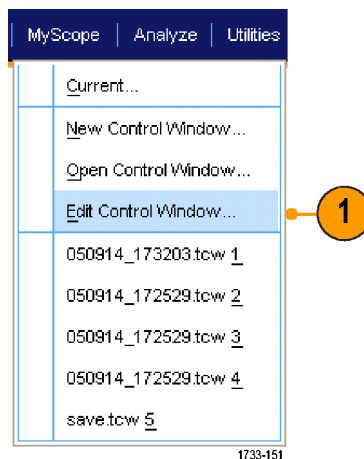 MyScope | Analyze | Utilities
Current...
New Control Window...
Open Control Window...
Edit Control Window...
1
050914_173203.tcw 1
050914_172529.tcw 2
050914_172529.tcw 3
050914_172529.tcw 4
save.tcw 5
1733-151